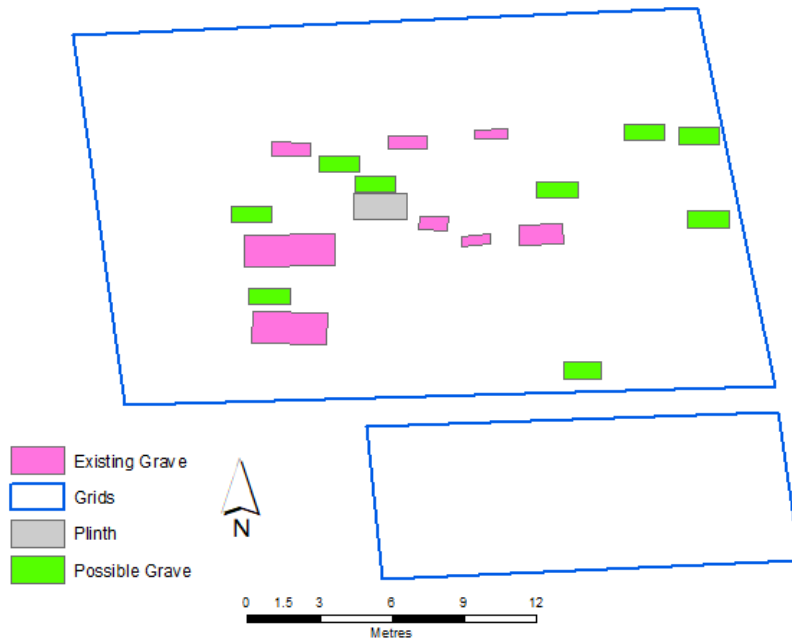 Existing Grave
Grids
Plinth
Possible Grave
N
0 1.5 3 6 9 12
Metres